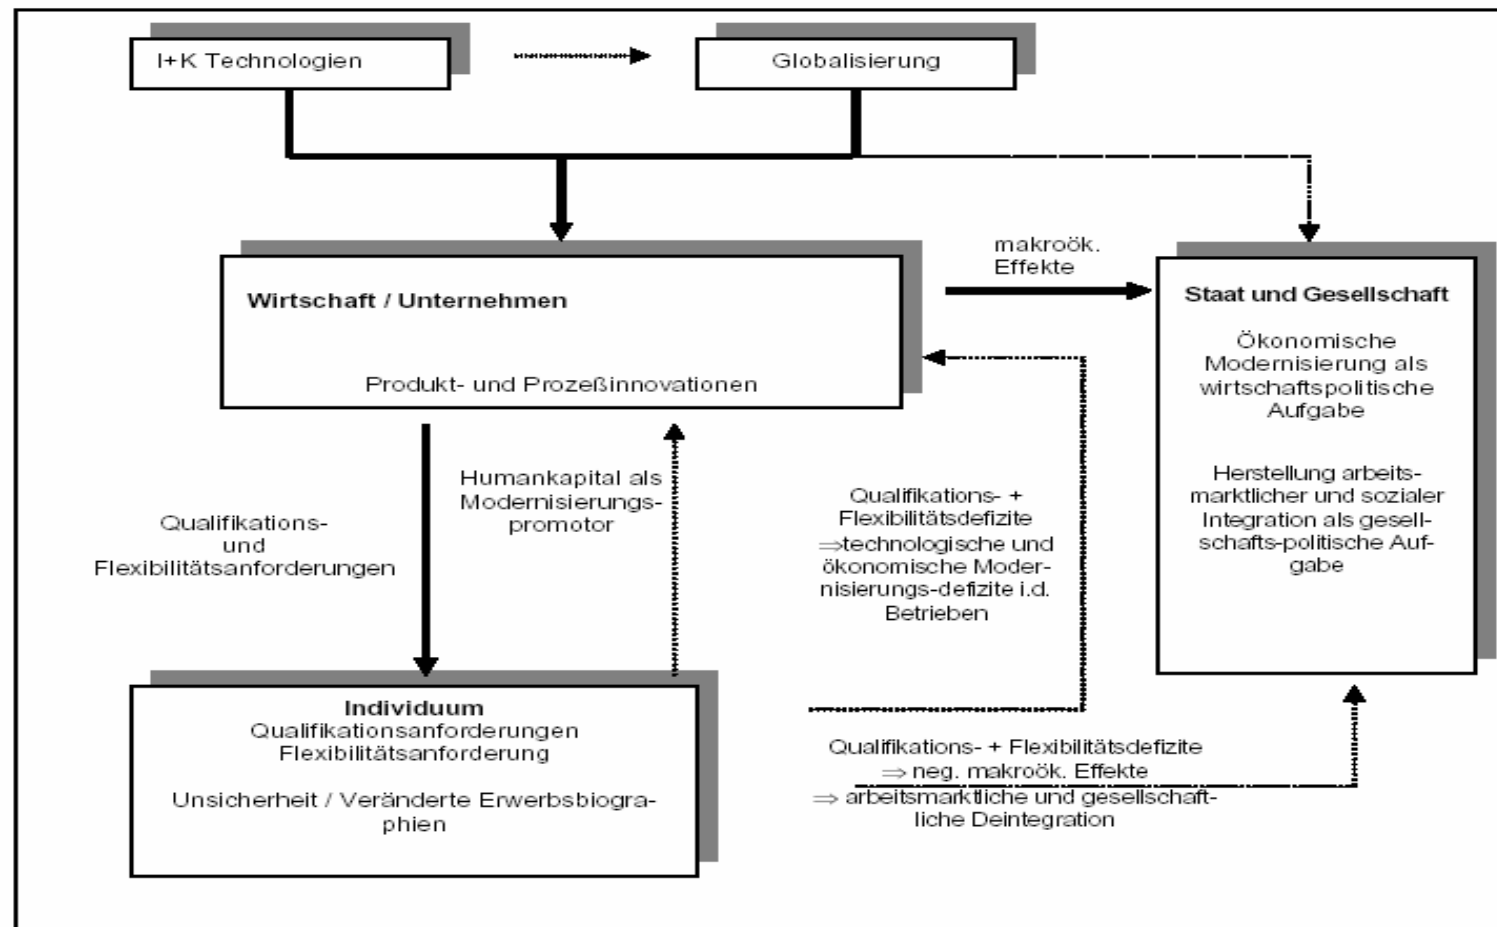 I+K Technologien
Globalisierung
makroök.
Effekte
Wirtschaft / Unternehmen
Produkt- und Prozeßinnovationen
Staat und Gesellschaft
Ökonomische
Modernisierung als
wirtschaftspolitische
Aufgabe
Herstellung arbeits-
marktlicher und sozialer
Integration als gesell-
schafts-politische Auf-
gabe
Qualifikations-
und
Flexibilitätsanforderungen
Humankapital als
Modernisierungs-
promotor
Qualifikations- +
Flexibilitätsdefizite
⇒technologische und
ökonomische Moder-
nisierungs-defizite i.d.
Betrieben
Individuum
Qualifikationsanforderungen
Flexibilitätsanforderung
Unsicherheit / Veränderte Erwerbsbiogra-
phien
Qualifikations- + Flexibilitätsdefizite
⇒ neg. makroök. Effekte
⇒ arbeitsmarktliche und gesellschaft-
liche Deintegration